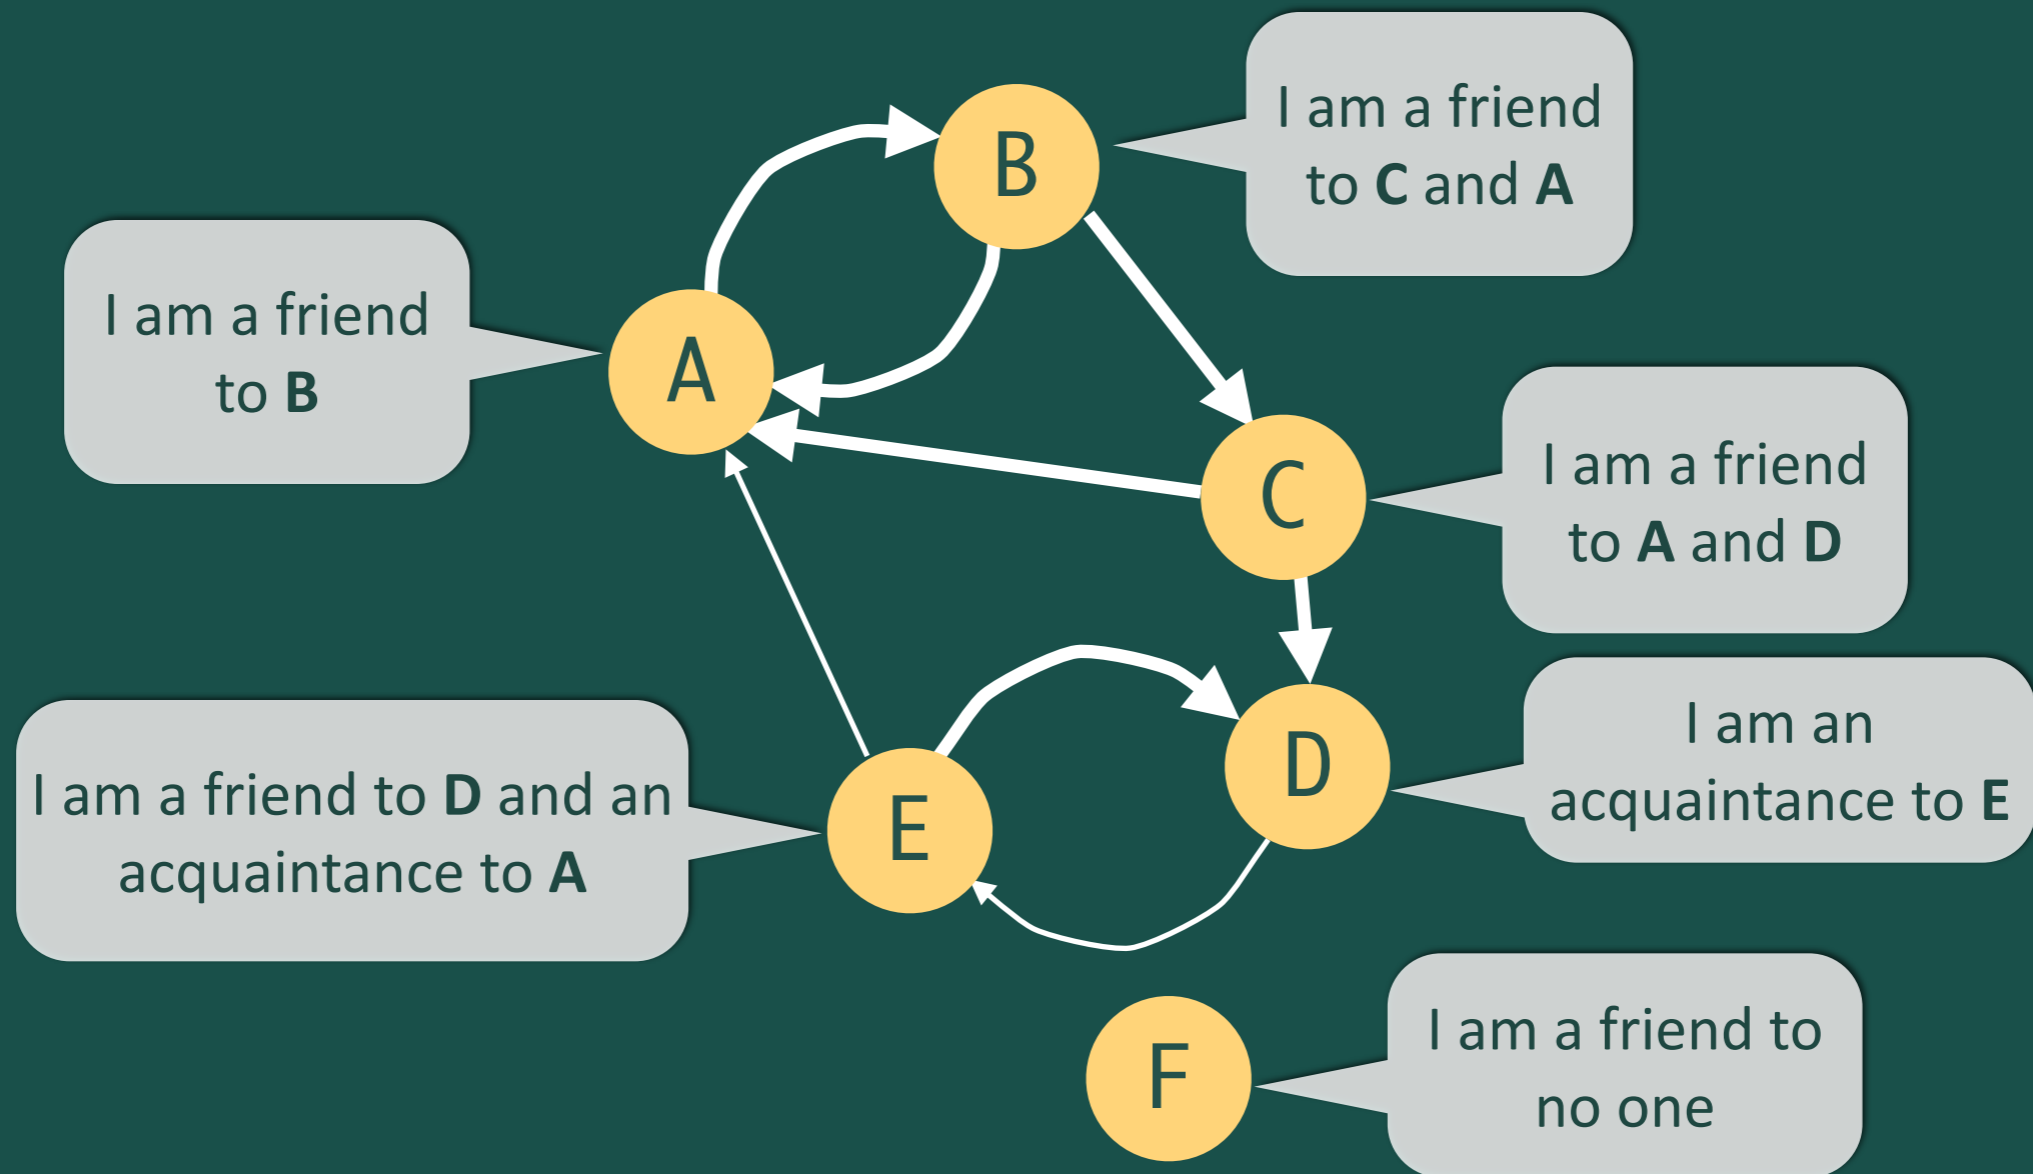 B
I am a friend
to C and A
I am a friend
to B
A
C
I am a friend
to A and D
D
I am an
acquaintance to E
I am a friend to D and an
acquaintance to A
E
F
I am a friend to
no one